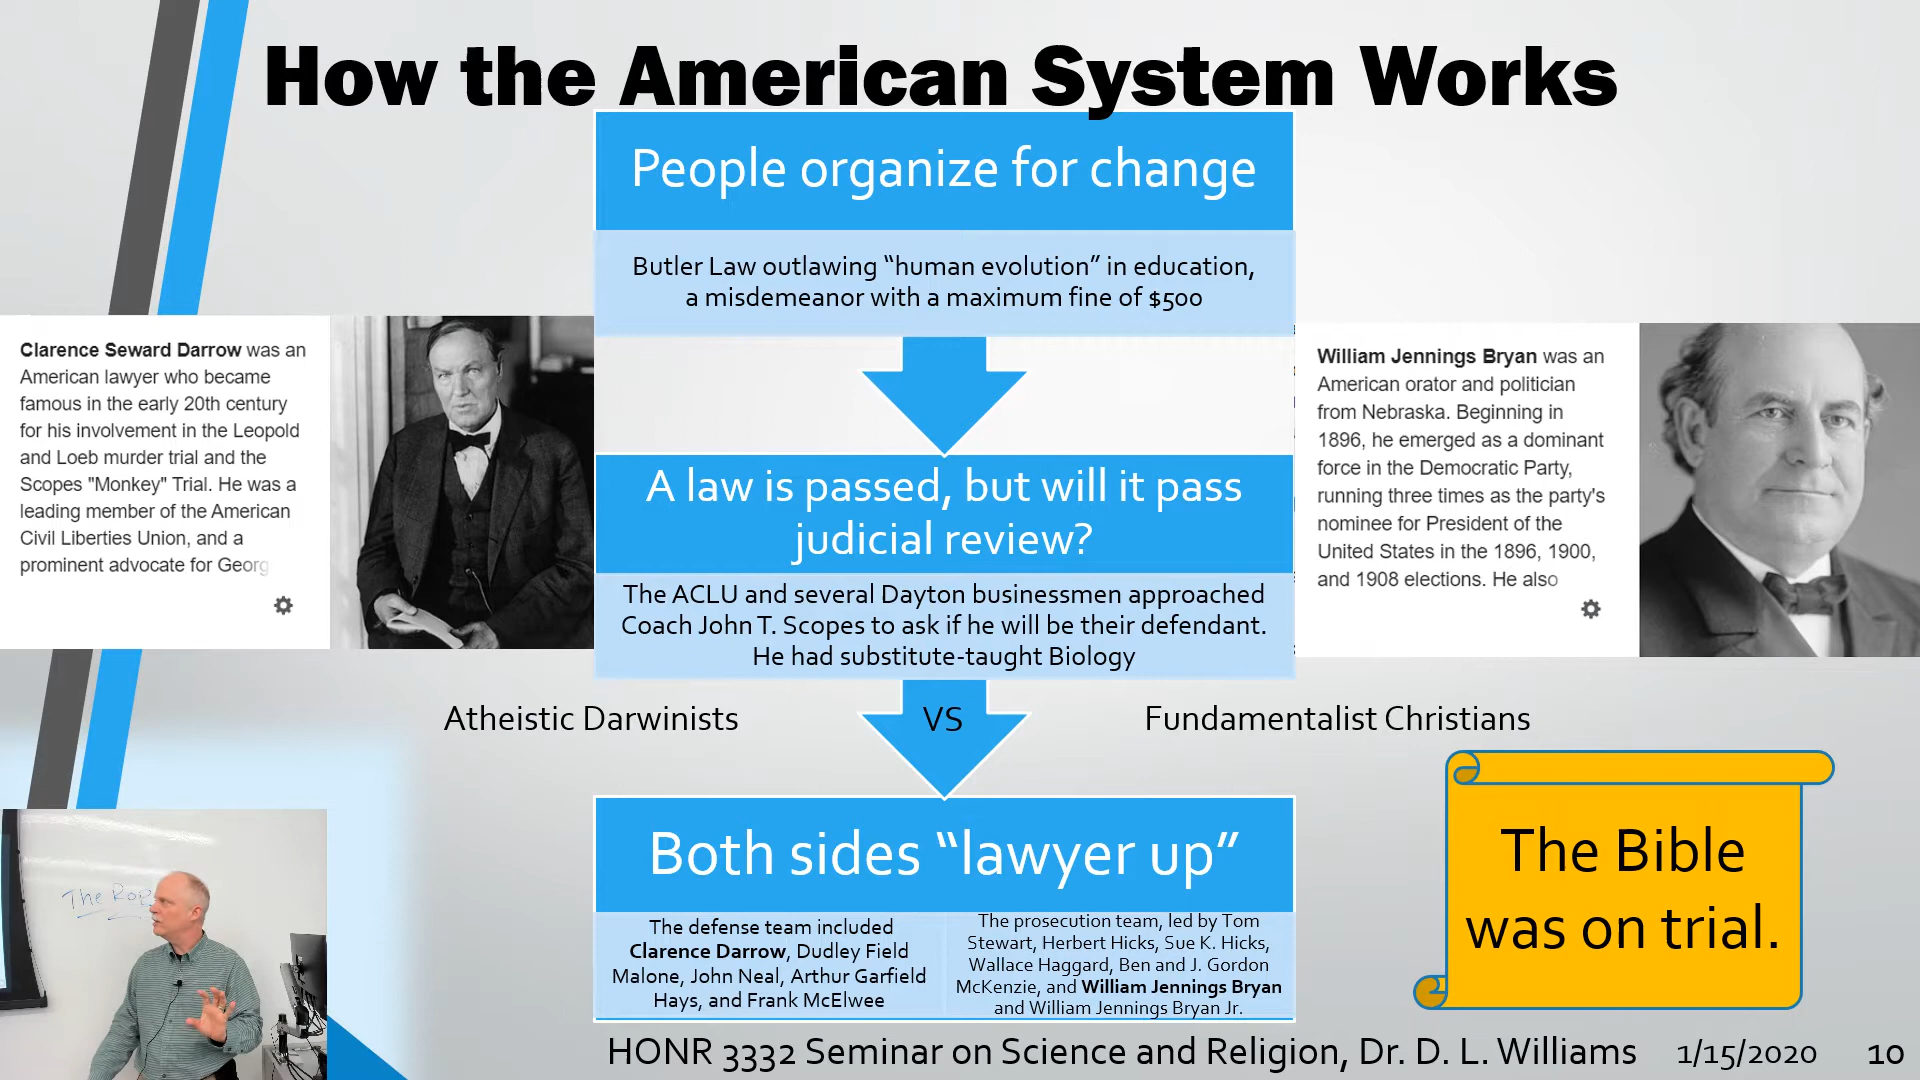 How the American System Works
People organize for change
Butler Law outlawing “human evolution” in education,
a misdemeanor with a maximum fine of $500
Clarence Seward Darrow was an
American lawyer who became
famous in the early 20th century
for his involvement in the Leopold
and Loeb murder trial and the
Scopes "Monkey" Trial. He was a
leading member of the American
Civil Liberties Union, and a
prominent advocate for Georg
William Jennings Bryan was an
American orator and politician
from Nebraska. Beginning in
1896, he emerged as a dominant
force in the Democratic Party,
running three times as the party's
nominee for President of the
United States in the 1896, 1900,
and 1908 elections. He also
A law is passed, but will it pass
judicial review?
The ACLU and several Dayton businessmen approached
Coach John T. Scopes to ask if he will be their defendant.
He had substitute-taught Biology
Atheistic Darwinists VS Fundamentalist Christians
Both sides “lawyer up”
The defense team included
Clarence Darrow, Dudley Field
Malone, John Neal, Arthur Garfield
Hays, and Frank McElwee
The prosecution team, led by Tom
Stewart, Herbert Hicks, Sue K. Hicks,
Wallace Haggard, Ben and J. Gordon
McKenzie, and William Jennings Bryan
and William Jennings Bryan Jr.
The Bible
was on trial.
The
HONR 3332 Seminar on Science and Religion, Dr. D. L. Williams 1/15/2020 10